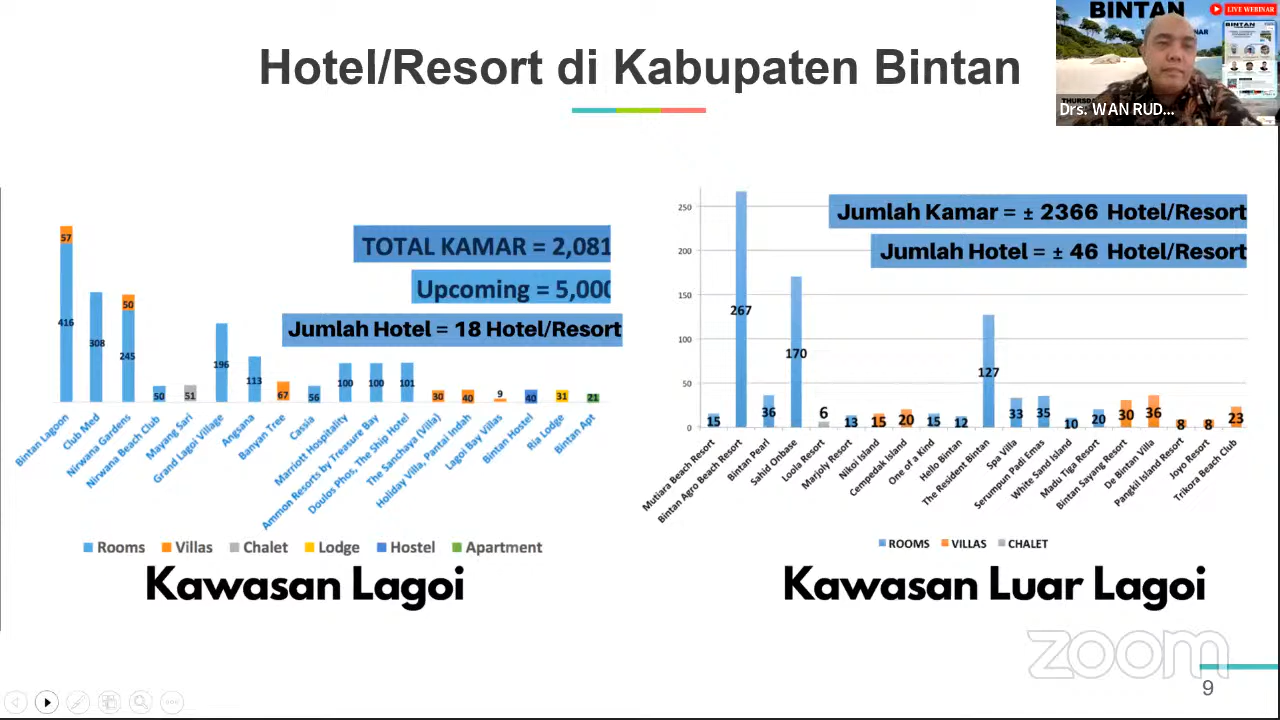 Hotel/Resort di Kabupaten Bintan
BINTAN
LIVE WEBINAR
BINTAN
THURSD
Drs. WAN RUD...
TOTAL KAMAR = 2,081
Upcoming = 5,000
Jumlah Hotel = 18 Hotel/Resort
57
416
308
50
245
50
51
196
113
67
56
100
100
101
30
40
9
40
31
21
Bintan Lagoon
Club Med
Nirwana Gardens
Nirwana Beach Club
Mayang Sari
Grand Lagoi Village
Angsana
Banyan Tree
Cassia
Marriott Hospitality
Ammon Resorts by Treasure Bay
Doulos Phos, The Ship Hotel
The Sanchaya (Villa)
Holiday Villa, Pantai Indah
Lagoi Bay Villas
Bintan Hostel
Ria Lodge
Bintan Apt
Rooms Villas Chalet Lodge Hostel Apartment
Kawasan Lagoi
Jumlah Kamar = ± 2366 Hotel/Resort
Jumlah Hotel = ± 46 Hotel/Resort
250
200
150
100
50
0
15
267
36
170
6
13
15
20
15
12
127
33
35
10
20
30
36
8
8
23
Mutiara Beach Resort
Bintan Agro Beach Resort
Bintan Pearl
Sahid Onbase
Loola Resort
Marjoly Resort
Nikoi Island
Cempedak Island
One of a Kind
Hello Bintan
The Resident Bintan
Spa Villa
Serumpun Padi Emas
White Sand Island
Madu Tiga Resort
Bintan Sayang Resort
De Bintan Villa
Pangkil Island Resort
Joyo Resort
Trikora Beach Club
ROOMS VILLAS CHALET
Kawasan Luar Lagoi
zoom
9